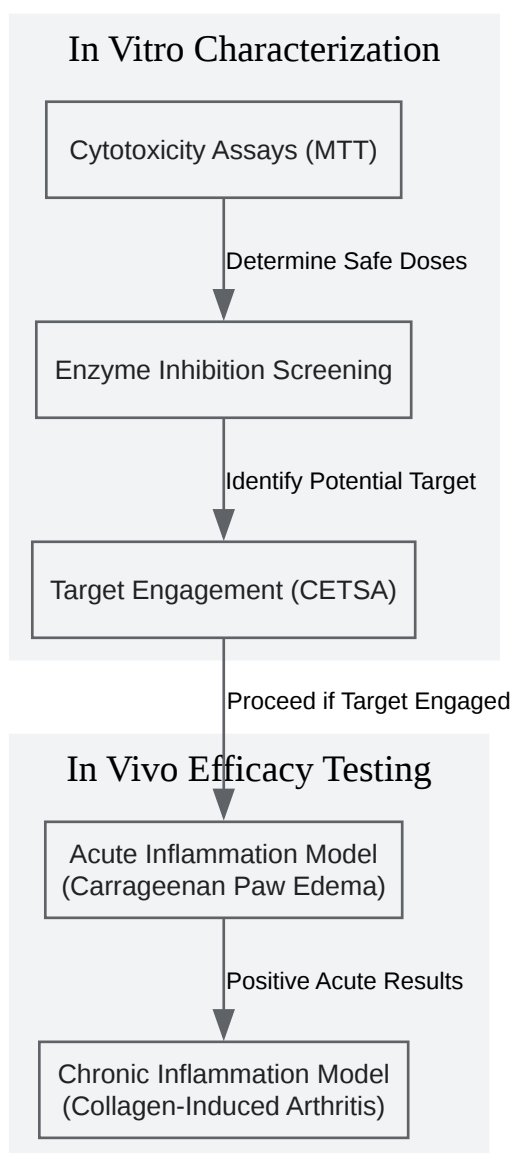 In Vitro Characterization
Cytotoxicity Assays (MTT)
Determine Safe Doses
Enzyme Inhibition Screening
Identify Potential Target
Target Engagement (CETSA)
Proceed if Target Engaged
In Vivo Efficacy Testing
Acute Inflammation Model
(Carrageenan Paw Edema)
Positive Acute Results
Chronic Inflammation Model
(Collagen-Induced Arthritis)